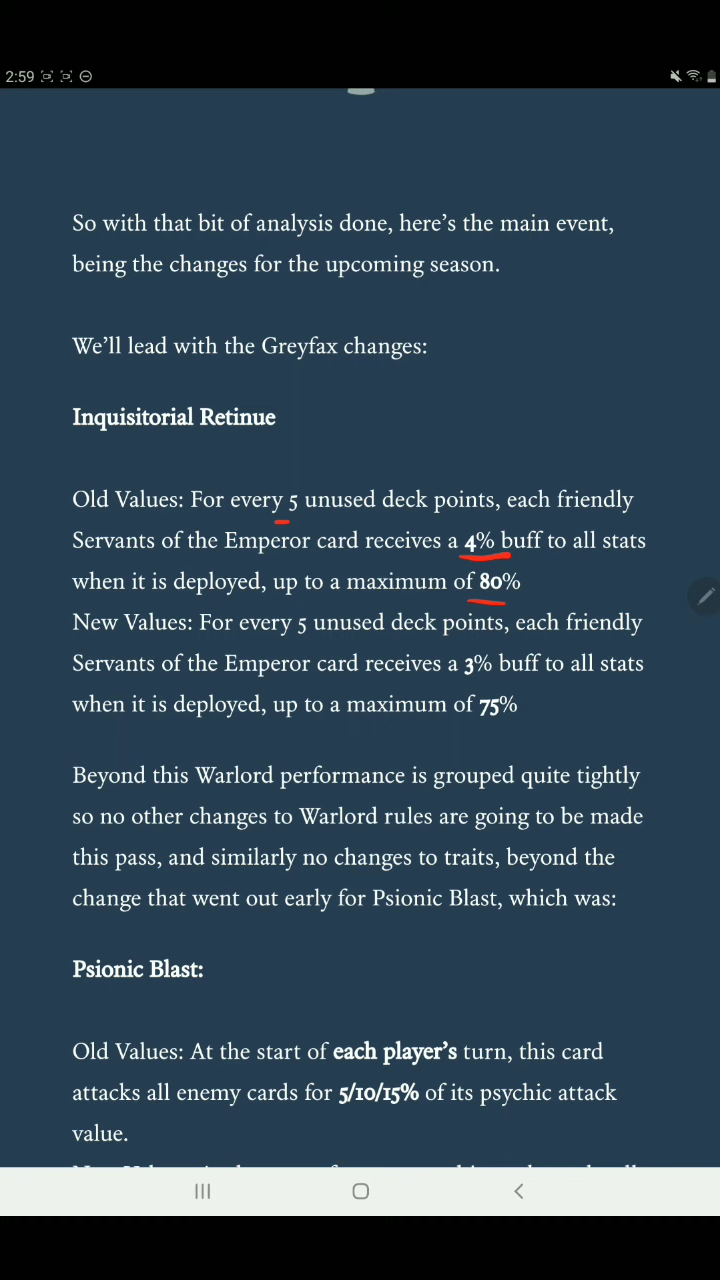 2:59
So with that bit of analysis done, here's the main event,
being the changes for the upcoming season.
We'll lead with the Greyfax changes:
Inquisitorial Retinue
Old Values: For every 5 unused deck points, each friendly
Servants of the Emperor card receives a 4% buff to all stats
when it is deployed, up to a maximum of 80%
New Values: For every 5 unused deck points, each friendly
Servants of the Emperor card receives a 3% buff to all stats
when it is deployed, up to a maximum of 75%
Beyond this Warlord performance is grouped quite tightly
so no other changes to Warlord rules are going to be made
this pass, and similarly no changes to traits, beyond the
change that went out early for Psionic Blast, which was:
Psionic Blast:
Old Values: At the start of each player's turn, this card
attacks all enemy cards for 5/10/15% of its psychic attack
value.